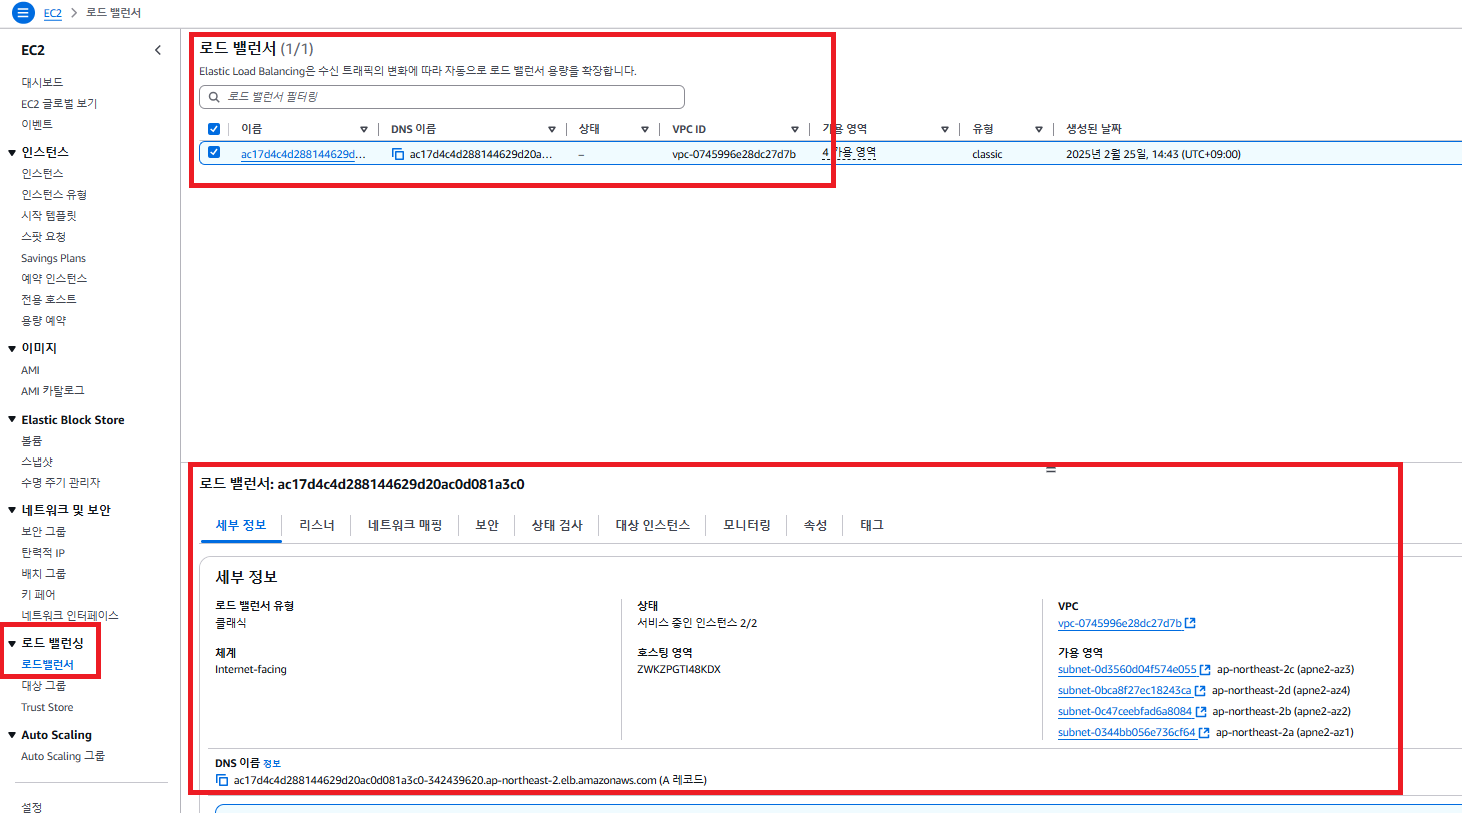 EC2 > 로드 밸런서
EC2
대시보드
EC2 글로벌 보기
이벤트
인스턴스
인스턴스
인스턴스 유형
시작 템플릿
스팟 요청
Savings Plans
예약 인스턴스
전용 호스트
용량 예약
이미지
AMI
AMI 카탈로그
Elastic Block Store
볼륨
스냅샷
수명 주기 관리자
네트워크 및 보안
보안 그룹
탄력적 IP
배치 그룹
키 페어
네트워크 인터페이스
로드 밸런싱
로드밸런서
대상 그룹
Trust Store
Auto Scaling
Auto Scaling 그룹
설정
로드 밸런서 (1/1)
Elastic Load Balancing은 수신 트래픽의 변화에 따라 자동으로 로드 밸런서 용량을 확장합니다.
로드 밸런서 필터링
이름 DNS 이름 상태 VPC ID 가용 영역 유형 생성된 날짜
ac17d4c4d288144629d... ac17d4c4d288144629d20a... – vpc-0745996e28dc27d7b 4 가용 영역 classic 2025년 2월 25일, 14:43 (UTC+09:00)
로드 밸런서: ac17d4c4d288144629d20ac0d081a3c0
세부 정보 리스너 네트워크 매핑 보안 상태 검사 대상 인스턴스 모니터링 속성 태그
세부 정보
로드 밸런서 유형
클래식
체계
Internet-facing
상태
서비스 중인 인스턴스 2/2
호스팅 영역
ZWKZPGTI48KDX
VPC
vpc-0745996e28dc27d7b
가용 영역
subnet-0d3560d04f574e055 ap-northeast-2c (apne2-az3)
subnet-0bca8f27ec18243ca ap-northeast-2d (apne2-az4)
subnet-0c47ceebfad6a8084 ap-northeast-2b (apne2-az2)
subnet-0344bb056e736cf64 ap-northeast-2a (apne2-az1)
DNS 이름 정보
ac17d4c4d288144629d20ac0d081a3c0-342439620.ap-northeast-2.elb.amazonaws.com (A 레코드)